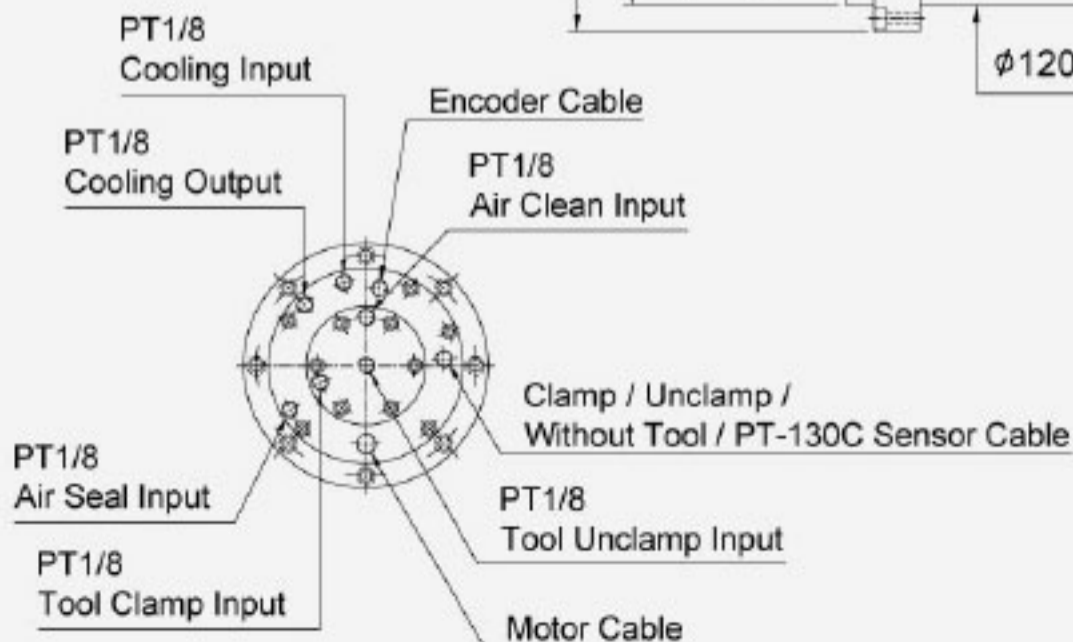 PT1/8
Cooling Input
φ120
Encoder Cable
PT1/8
Cooling Output
PT1/8
Air Clean Input
Clamp / Unclamp /
Without Tool / PT-130C Sensor Cable
PT1/8
Air Seal Input
PT1/8
Tool Unclamp Input
PT1/8
Tool Clamp Input
Motor Cable